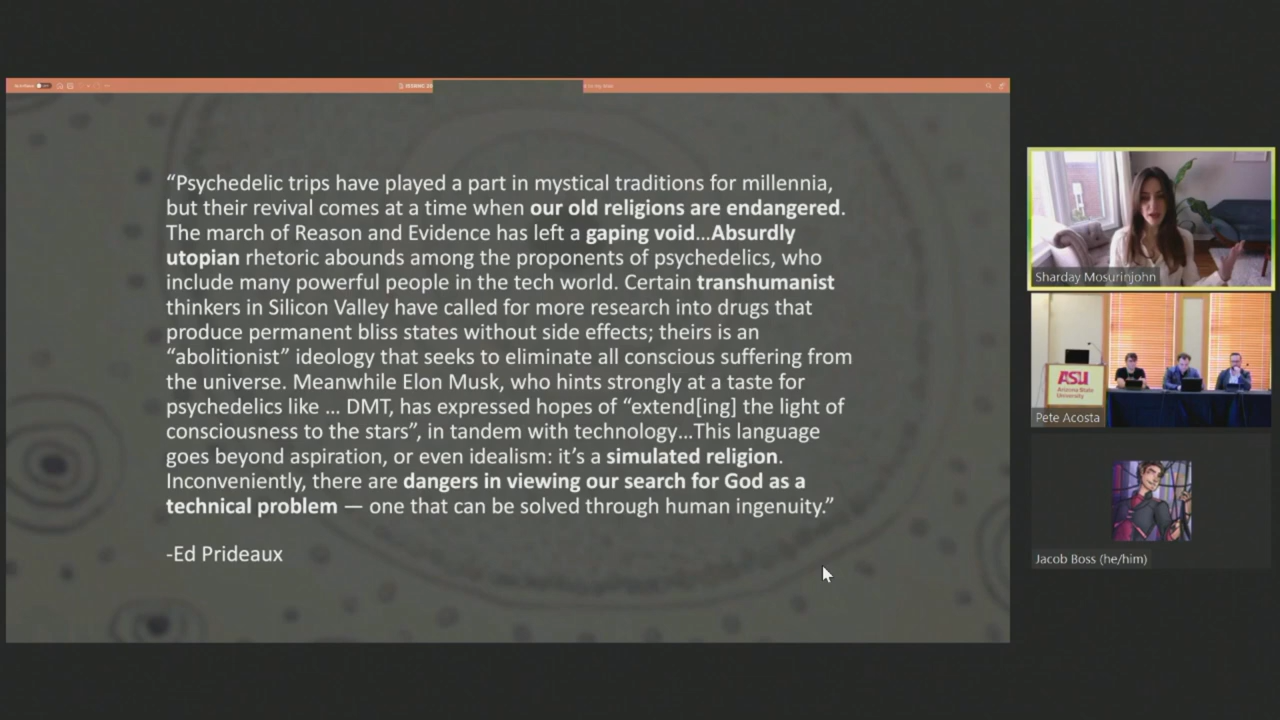 “Psychedelic trips have played a part in mystical traditions for millennia,
but their revival comes at a time when our old religions are endangered.
The march of Reason and Evidence has left a gaping void…Absurdly
utopian rhetoric abounds among the proponents of psychedelics, who
include many powerful people in the tech world. Certain transhumanist
thinkers in Silicon Valley have called for more research into drugs that
produce permanent bliss states without side effects; theirs is an
“abolitionist” ideology that seeks to eliminate all conscious suffering from
the universe. Meanwhile Elon Musk, who hints strongly at a taste for
psychedelics like … DMT, has expressed hopes of “extend[ing] the light of
consciousness to the stars”, in tandem with technology…This language
goes beyond aspiration, or even idealism: it’s a simulated religion.
Inconveniently, there are dangers in viewing our search for God as a
technical problem — one that can be solved through human ingenuity.”
-Ed Prideaux
Sharday Mosurinjohn
ASU
Arizona State
University
Pete Acosta
Jacob Boss (he/him)